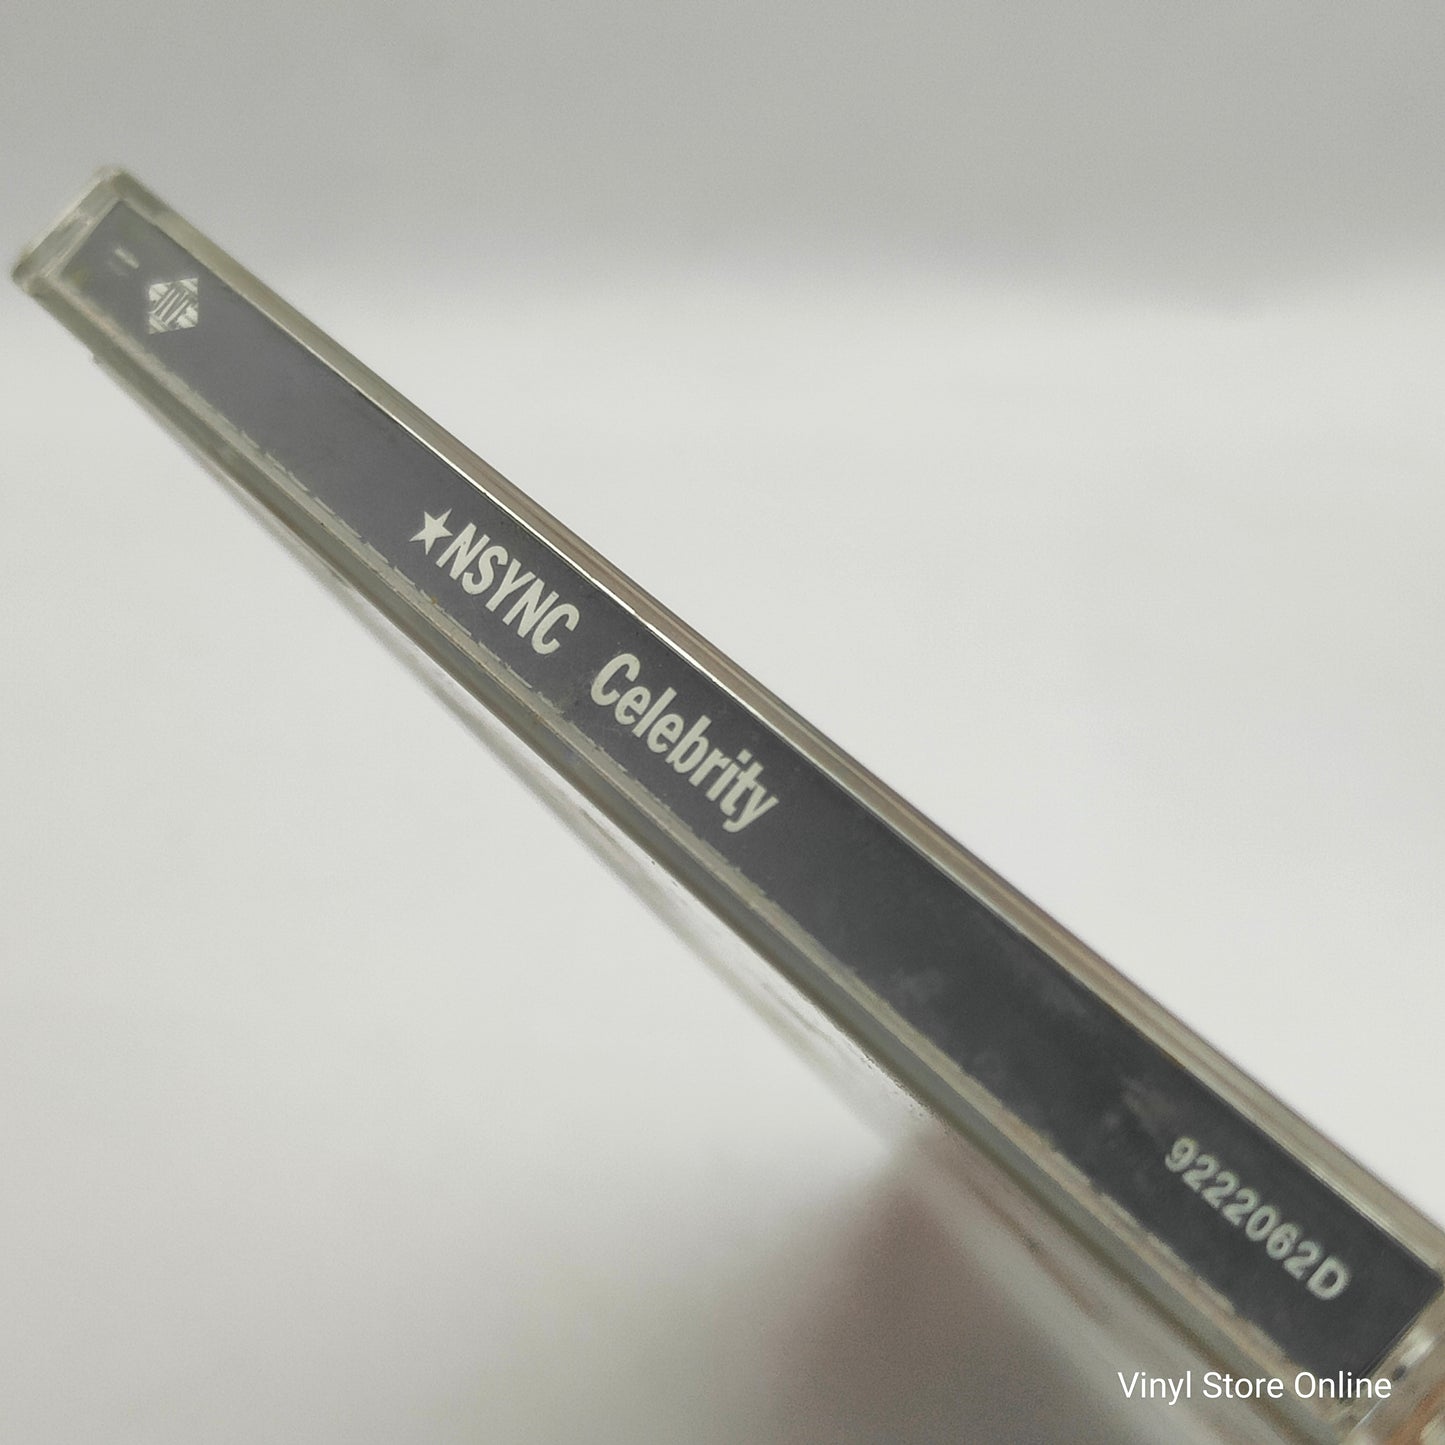 ★NSYNC Celebrity
9222062D
Vinyl Store Online